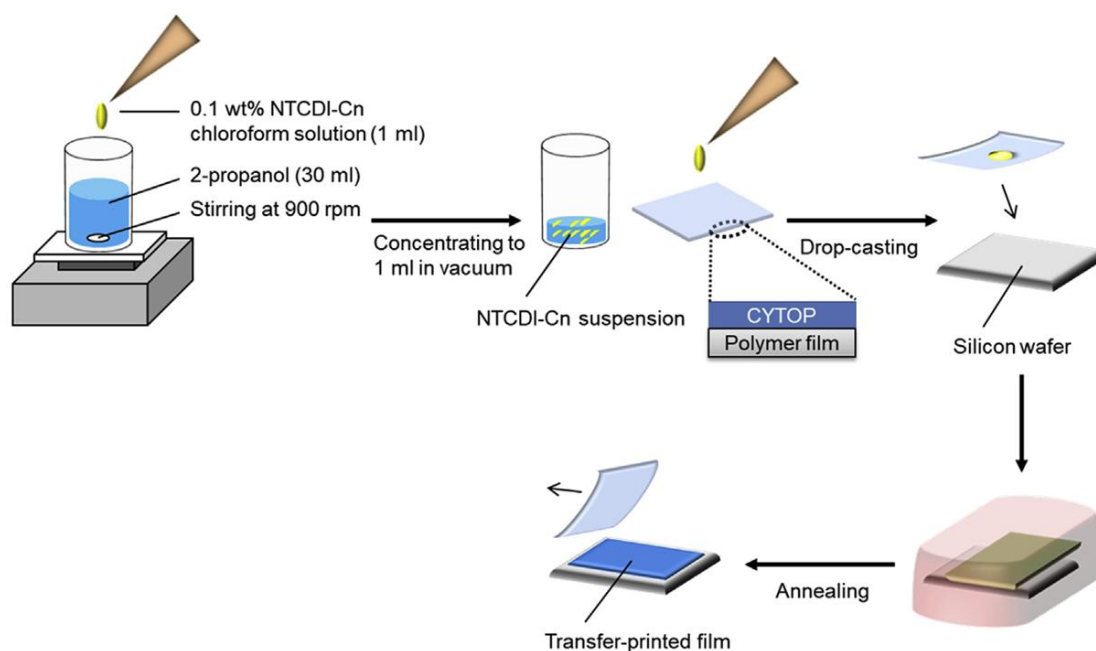 0.1 wt% NTCDI-Cn
chloroform solution (1 ml)
2-propanol (30 ml)
Stirring at 900 rpm
Concentrating to
1 ml in vacuum
NTCDI-Cn suspension
CYTOP
Polymer film
Drop-casting
Silicon wafer
Annealing
Transfer-printed film